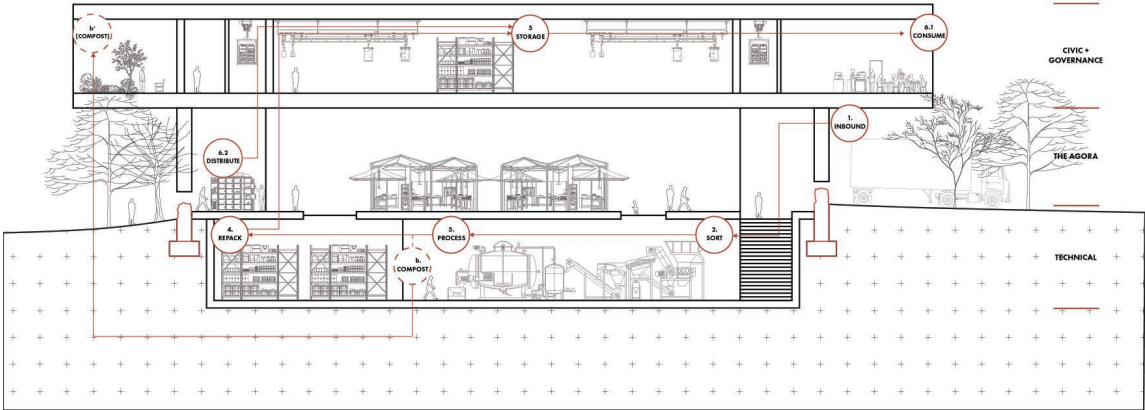 b'
(COMPOST)
5
STORAGE
6.1
CONSUME
CIVIC +
GOVERNANCE
1.
INBOUND
6.2
DISTRIBUTE
THE AGORA
4.
REPACK
3.
PROCESS
2.
SORT
b.
COMPOST
TECHNICAL